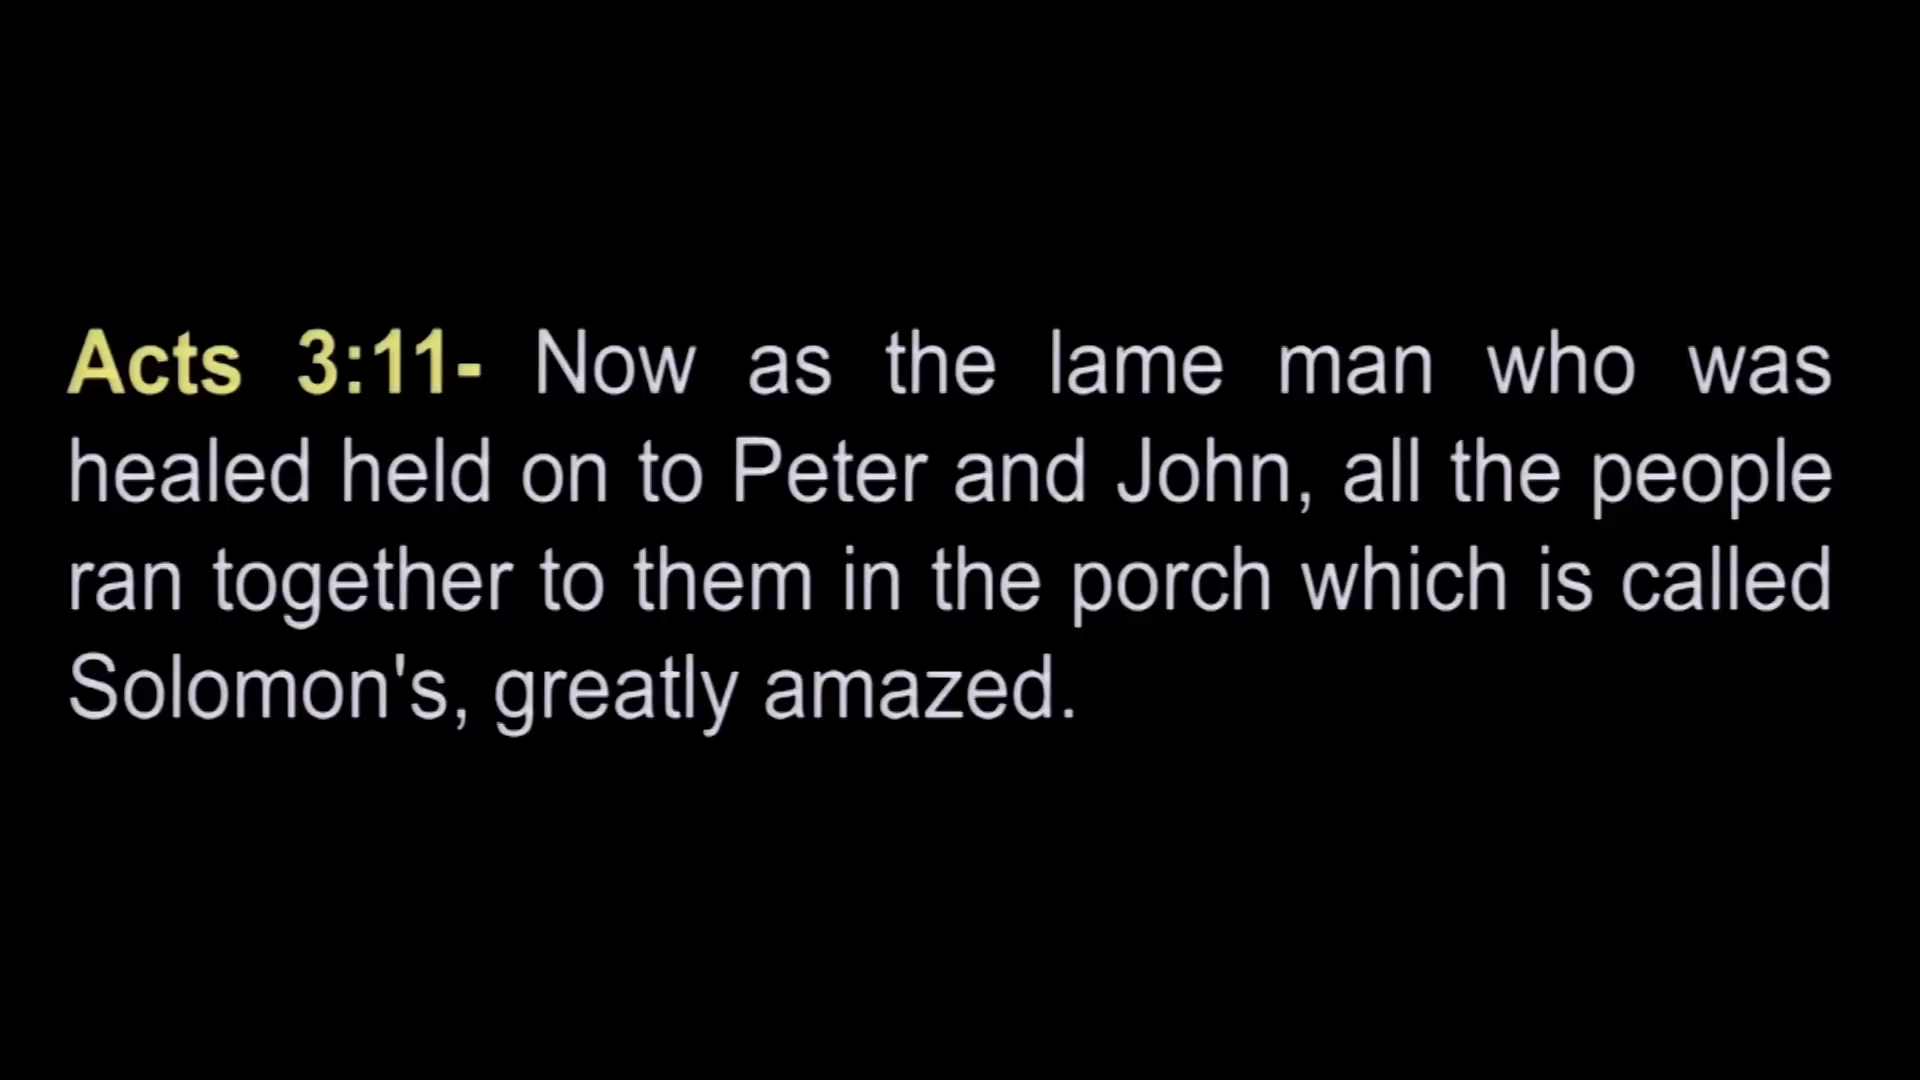 Acts 3:11- Now as the lame man who was
healed held on to Peter and John, all the people
ran together to them in the porch which is called
Solomon's, greatly amazed.